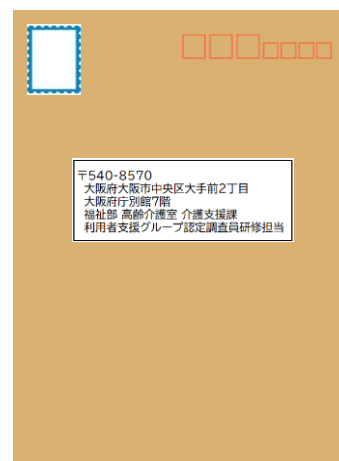 〒540-8570
大阪府大阪市中央区大手前2丁目
大阪府庁別館7階
福祉部 高齢介護室 介護支援課
利用者支援グループ認定調査員研修担当